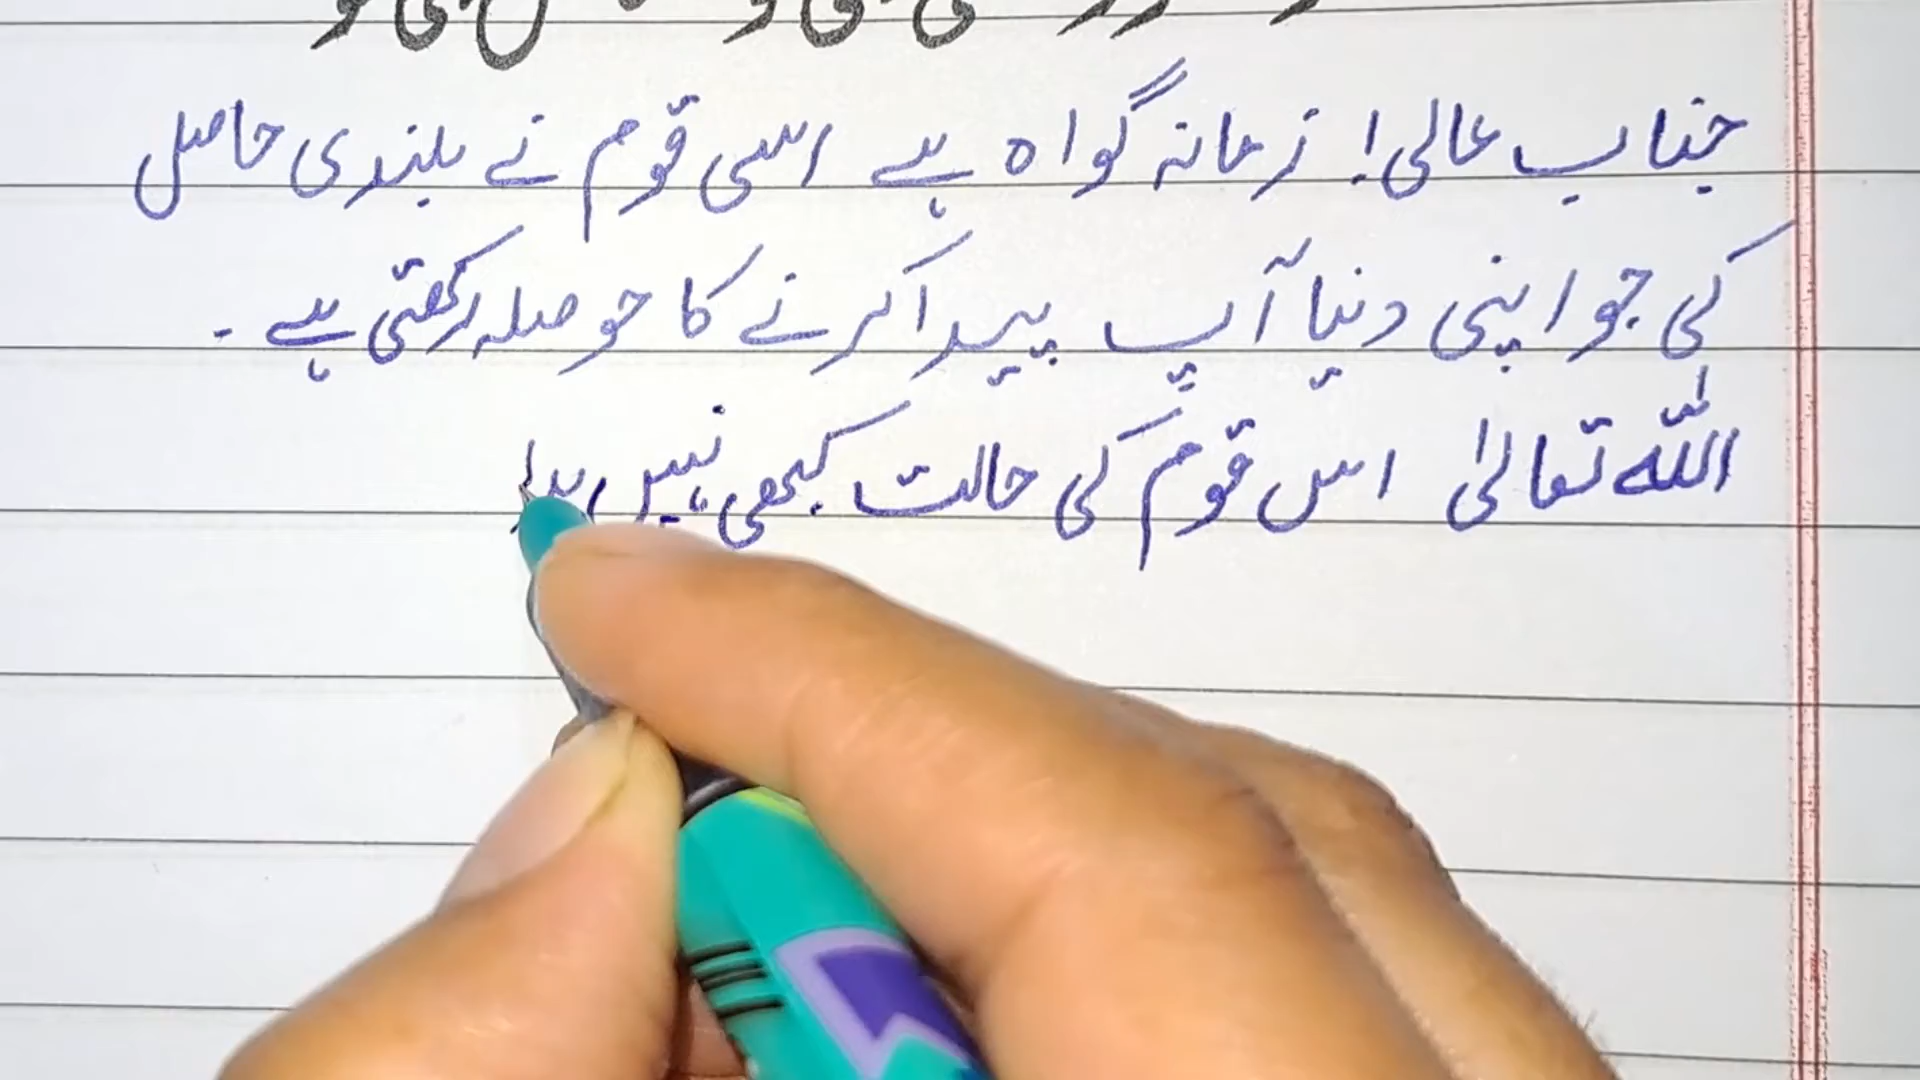 جناب عالی! زمانہ گواہ ہے اسی قوم نے بلندی حاصل
کی جو اپنی دنیا آپ پیدا کرنے کا حوصلہ رکھتی ہے ۔
اللہ تعالیٰ اس قوم کی حالت کبھی نہیں